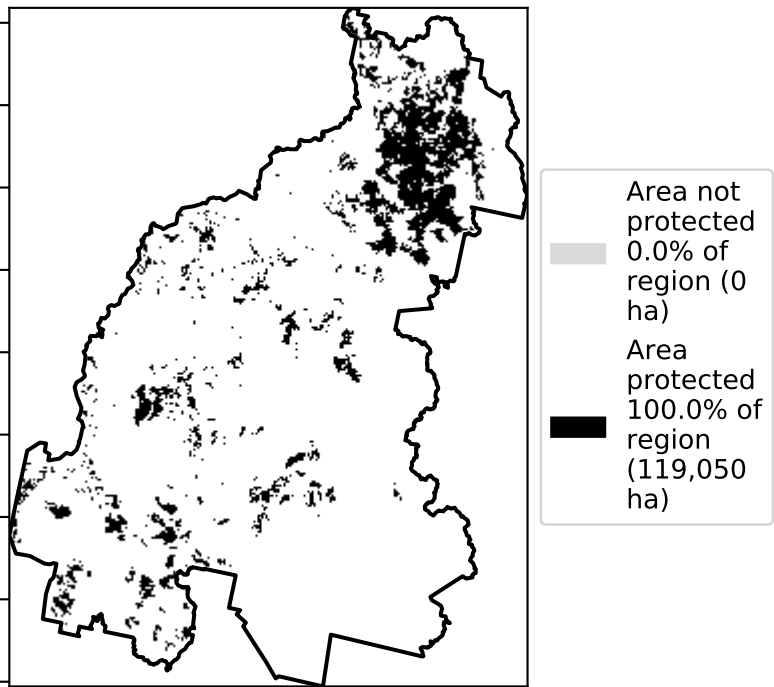 Area not
protected
0.0% of
region (0
ha)
Area
protected
100.0% of
region
(119,050
ha)